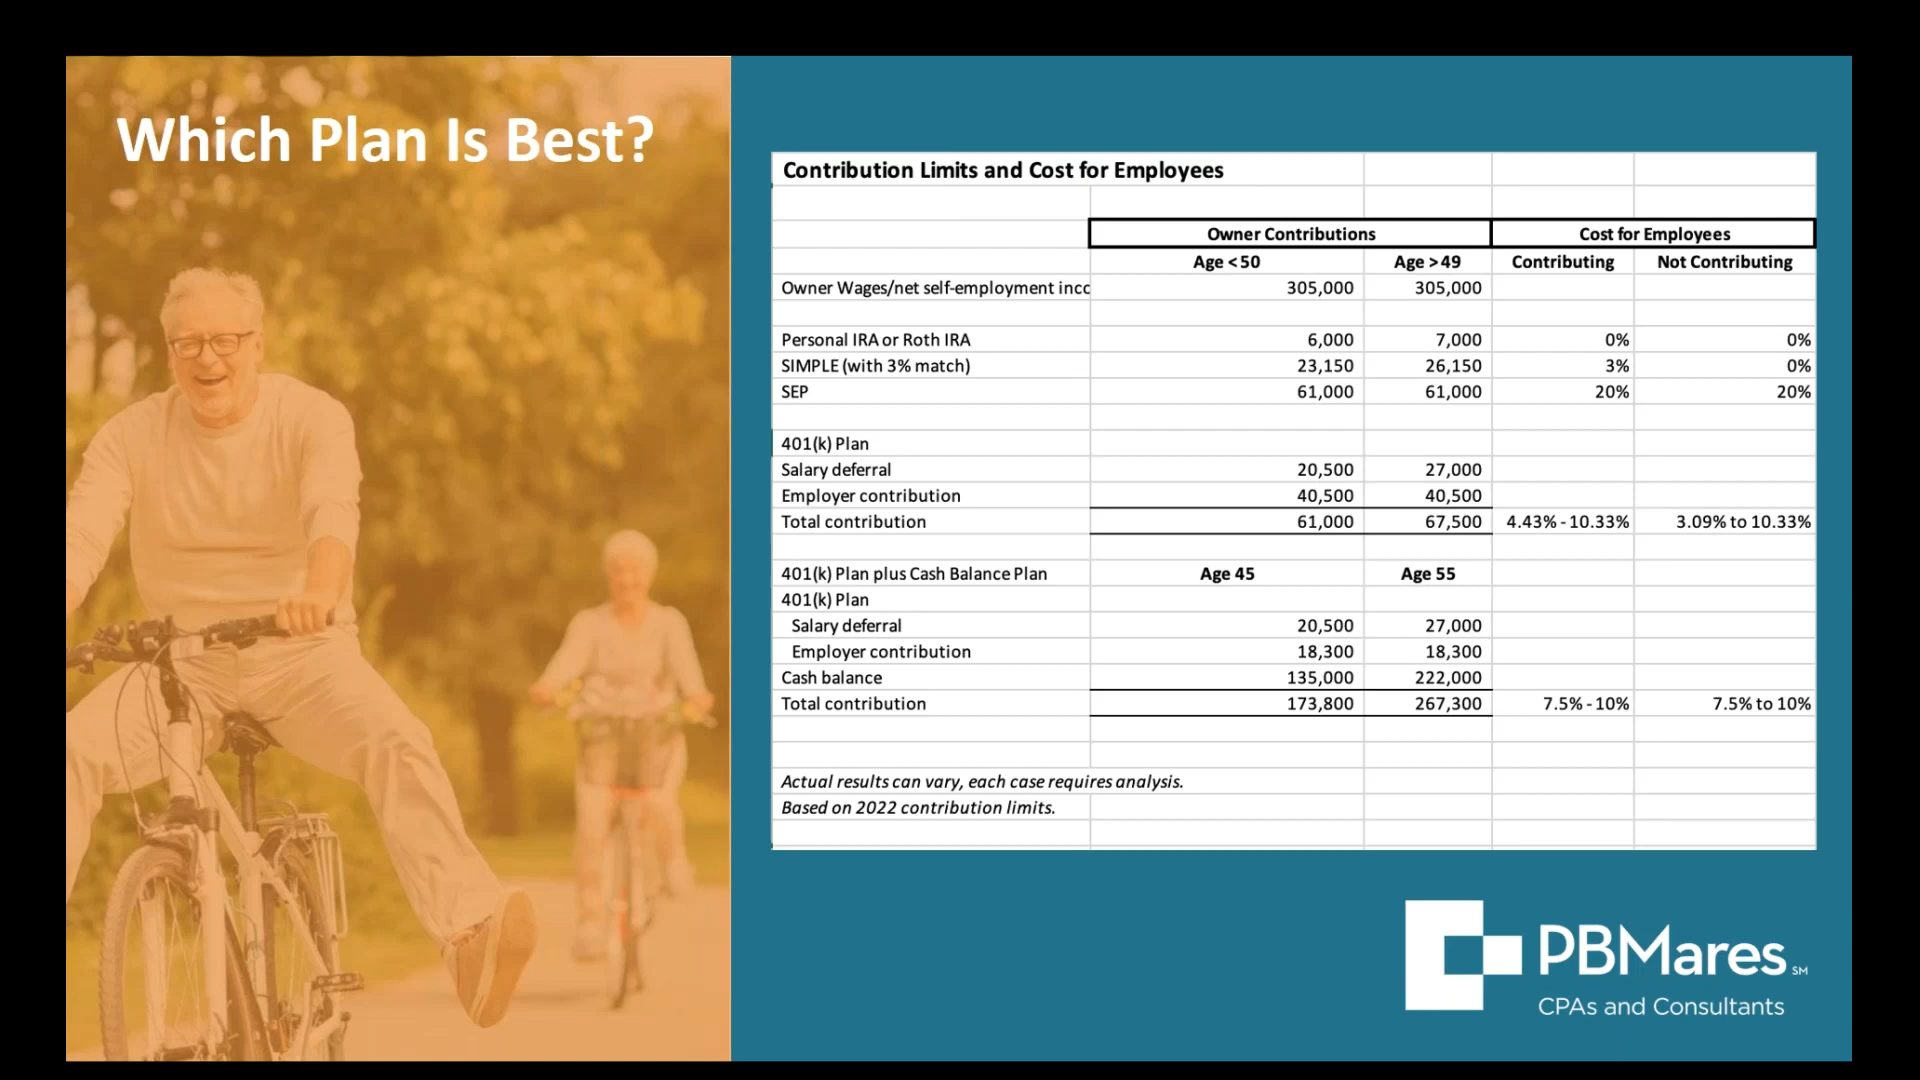 Which Plan Is Best?
Contribution Limits and Cost for Employees
Owner Contributions Cost for Employees
Age <50 Age >49 Contributing Not Contributing
Owner Wages/net self-employment inco 305,000 305,000
Personal IRA or Roth IRA 6,000 7,000 0% 0%
SIMPLE (with 3% match) 23,150 26,150 3% 0%
SEP 61,000 61,000 20% 20%
401(k) Plan
Salary deferral 20,500 27,000
Employer contribution 40,500 40,500
Total contribution 61,000 67,500 4.43% - 10.33% 3.09% to 10.33%
401(k) Plan plus Cash Balance Plan Age 45 Age 55
401(k) Plan
Salary deferral 20,500 27,000
Employer contribution 18,300 18,300
Cash balance 135,000 222,000
Total contribution 173,800 267,300 7.5% - 10% 7.5% to 10%
Actual results can vary, each case requires analysis.
Based on 2022 contribution limits.
PBMares SM
CPAs and Consultants